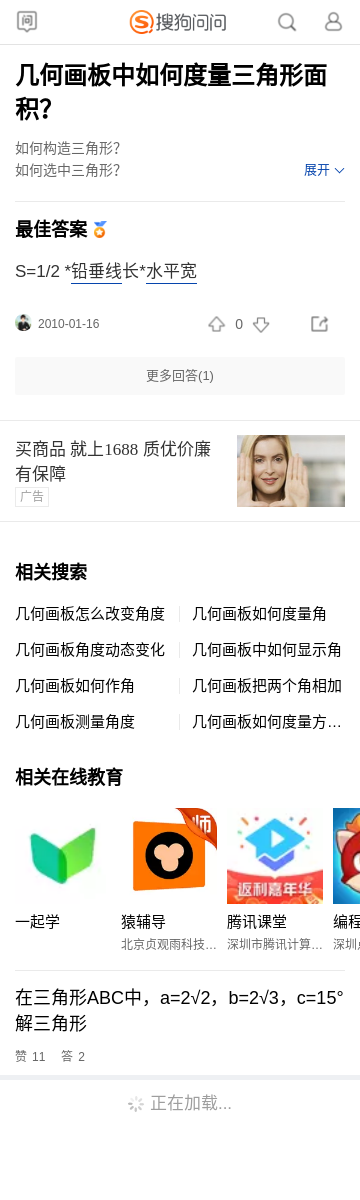 问
S搜狗问问
几何画板中如何度量三角形面
积?
如何构造三角形?
如何选中三角形?
展开
最佳答案
S=1/2 *铅垂线长*水平宽
2010-01-16
0
更多回答(1)
买商品 就上1688 质优价廉
有保障
广告
相关搜索
几何画板怎么改变角度
几何画板如何度量角
几何画板角度动态变化
几何画板中如何显示角
几何画板如何作角
几何画板把两个角相加
几何画板测量角度
几何画板如何度量方…
相关在线教育
师
返利嘉年华
一起学
猿辅导
腾讯课堂
编程
北京贞观雨科技…
深圳市腾讯计算…
深圳
在三角形ABC中，a=2√2，b=2√3，c=15°
解三角形
赞 11 答 2
正在加载...